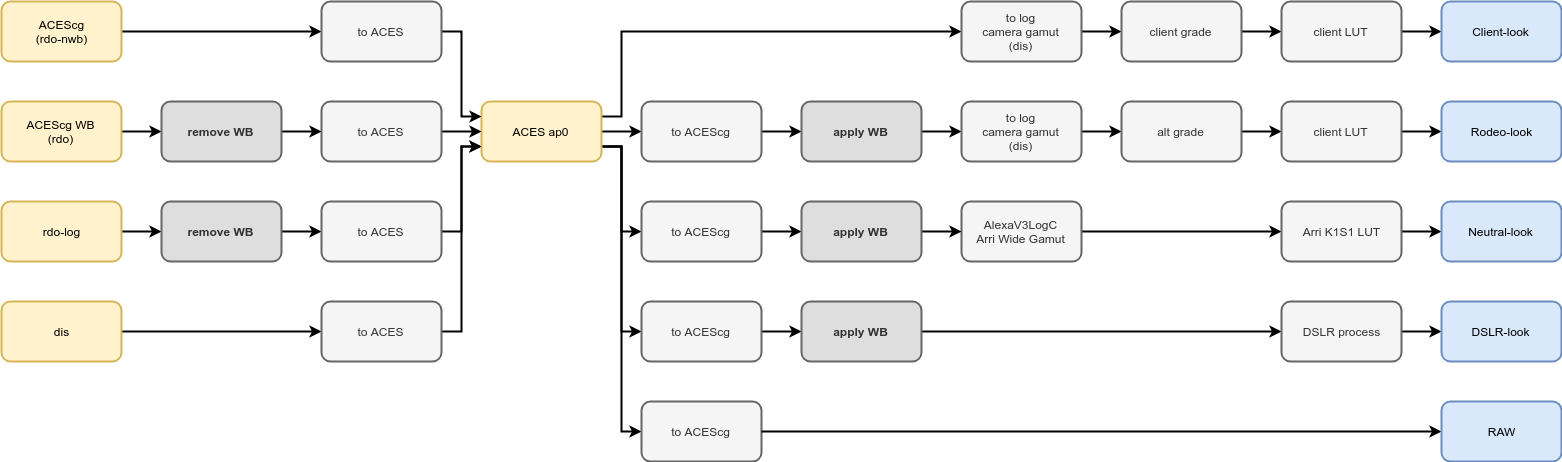 ACEScg
(rdo-nwb)
to ACES
to log
camera gamut
(dis)
client grade
client LUT
Client-look
ACEScg WB
(rdo)
remove WB
to ACES
ACES ap0
to ACEScg
apply WB
to log
camera gamut
(dis)
alt grade
client LUT
Rodeo-look
rdo-log
remove WB
to ACES
to ACEScg
apply WB
AlexaV3LogC
Arri Wide Gamut
Arri K1S1 LUT
Neutral-look
dis
to ACES
to ACEScg
apply WB
DSLR process
DSLR-look
to ACEScg
RAW